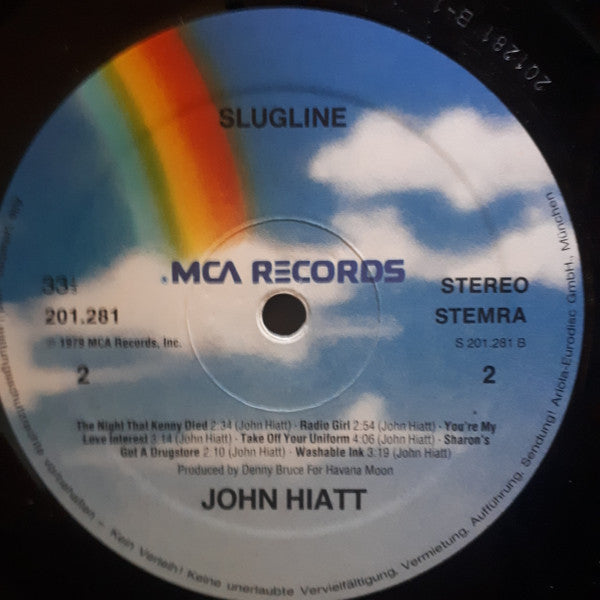 201281 B-1
SLUGLINE
MCA RECORDS
33⅓
201.281
℗ 1979 MCA Records, Inc.
2
STEREO
STEMRA
S 201.281 B
2
The Night That Kenny Died 2:34 (John Hiatt) · Radio Girl 2:54 (John Hiatt) · You're My
Love Interest 3:14 (John Hiatt) · Take Off Your Uniform 4:06 (John Hiatt) · Sharon's
Got A Drugstore 2:10 (John Hiatt) · Washable Ink 3:19 (John Hiatt)
Produced by Denny Bruce For Havana Moon
JOHN HIATT
vorbehalten – Kein Verleih! Keine unerlaubte Vervielfältigung, Vermietung, Aufführung, Sendung! Ariola-Eurodisc GmbH., München